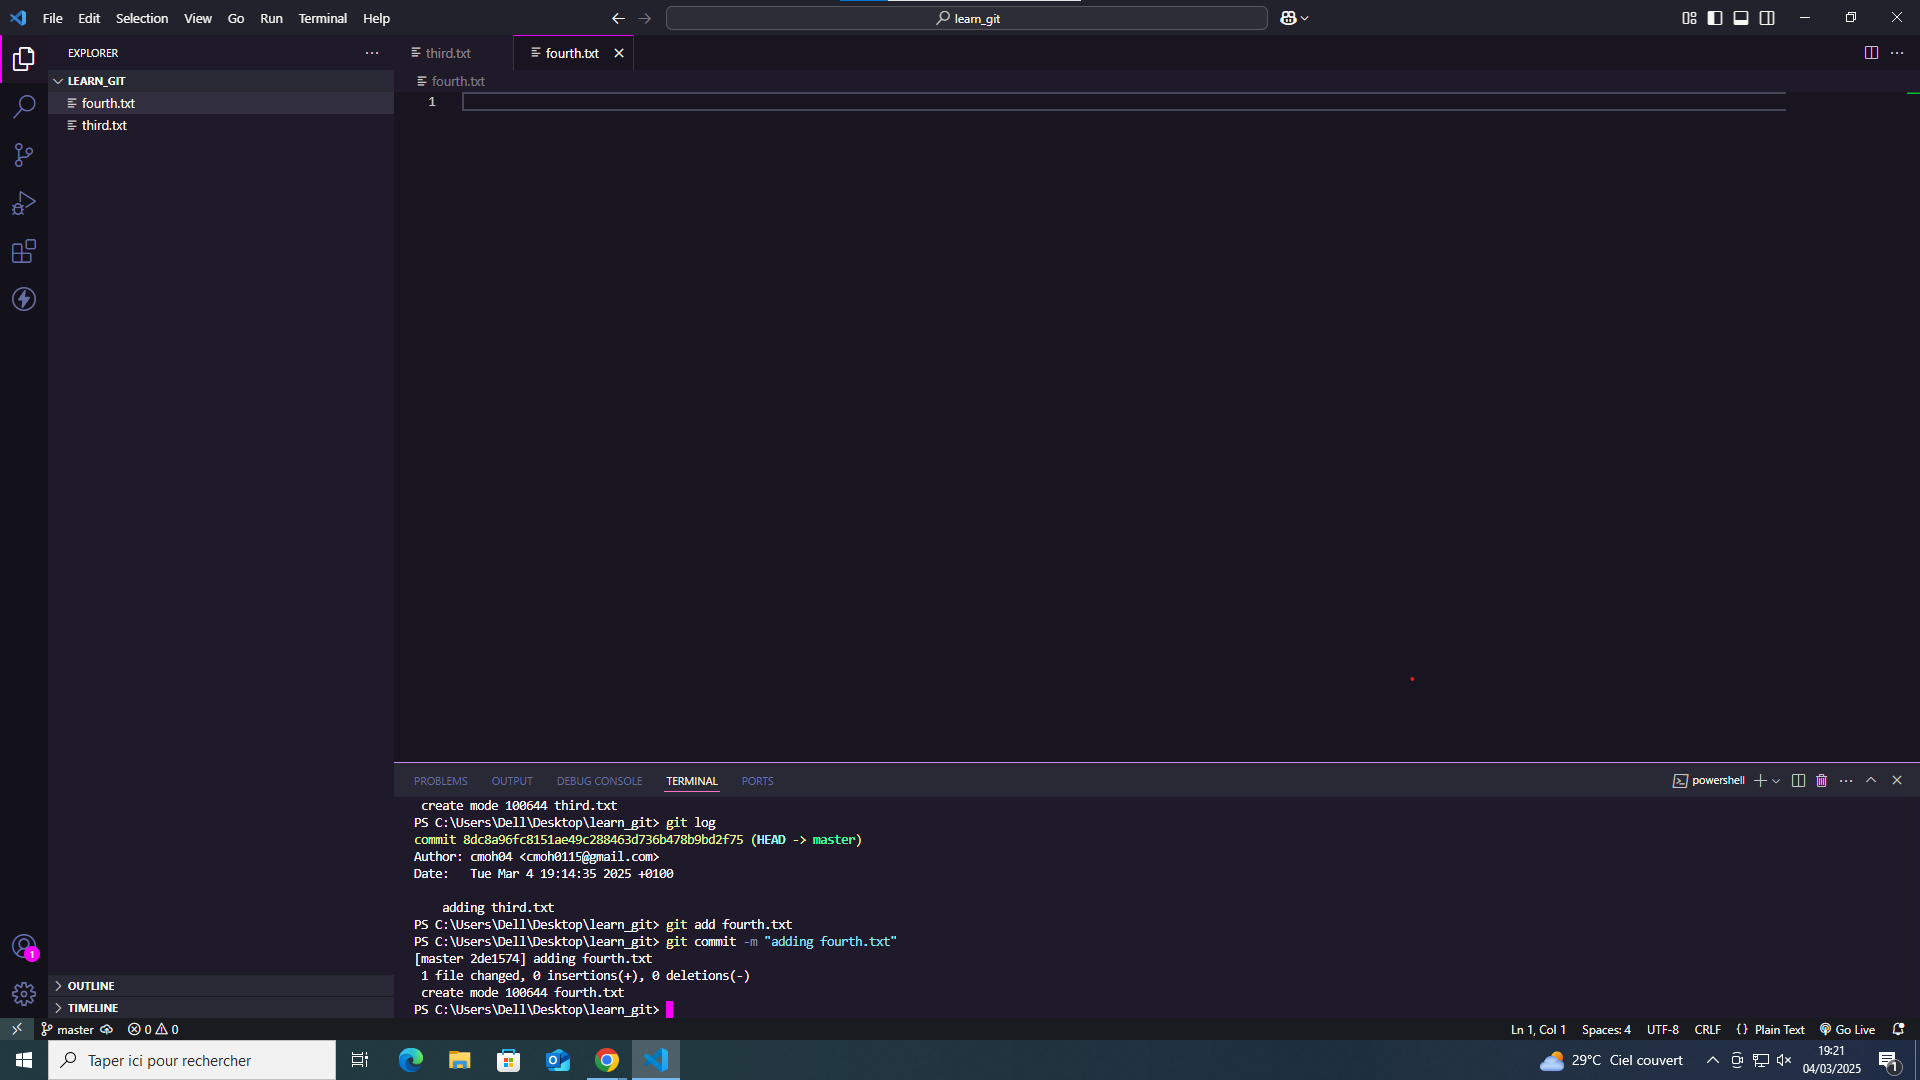 File Edit Selection View Go Run Terminal Help
learn_git
EXPLORER
LEARN_GIT
fourth.txt
third.txt
third.txt
fourth.txt
fourth.txt
1
PROBLEMS OUTPUT DEBUG CONSOLE TERMINAL PORTS
powershell
create mode 100644 third.txt
PS C:\Users\Dell\Desktop\learn_git> git log
commit 8dc8a96fc8151ae49c288463d736b478b9bd2f75 (HEAD -> master)
Author: cmoh04 <cmoh0115@gmail.com>
Date:   Tue Mar 4 19:14:35 2025 +0100
adding third.txt
PS C:\Users\Dell\Desktop\learn_git> git add fourth.txt
PS C:\Users\Dell\Desktop\learn_git> git commit -m "adding fourth.txt"
[master 2de1574] adding fourth.txt
1 file changed, 0 insertions(+), 0 deletions(-)
create mode 100644 fourth.txt
PS C:\Users\Dell\Desktop\learn_git>
1
OUTLINE
TIMELINE
master 0 0
Ln 1, Col 1 Spaces: 4 UTF-8 CRLF {} Plain Text Go Live
Taper ici pour rechercher
29°C Ciel couvert
19:21
04/03/2025
1